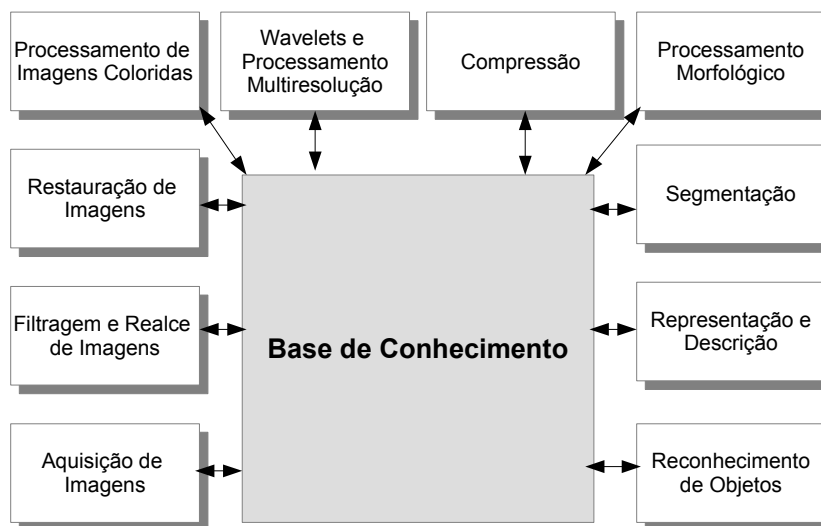 Processamento de
Imagens Coloridas
Wavelets e
Processamento
Multiresolução
Compressão
Processamento
Morfológico
Restauração de
Imagens
Segmentação
Filtragem e Realce
de Imagens
Base de Conhecimento
Representação e
Descrição
Aquisição de
Imagens
Reconhecimento
de Objetos